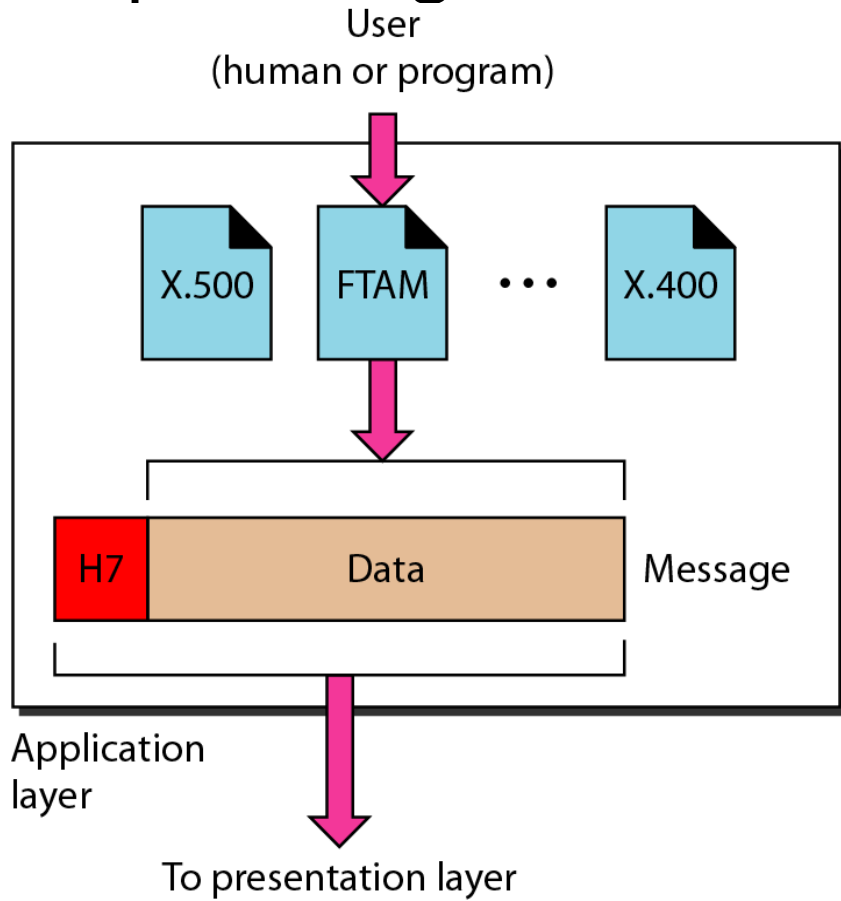 User
(human or program)
X.500
FTAM
...
X.400
H7
Data
Message
Application
layer
To presentation layer